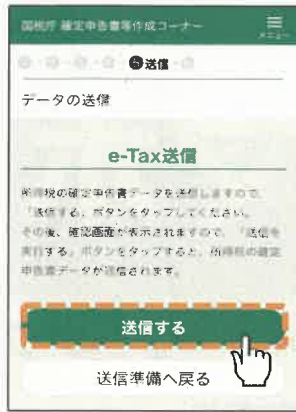 国税庁 確定申告書等作成コーナー
メニュー
送信
データの送信
e-Tax送信
所得税の確定申告書データを送信しますので、
「送信する」ボタンをタップしてください。
その後、確認画面が表示されますので、「送信を
実行する」ボタンをタップすると、所得税の確定
申告書データが送信されます。
送信する
送信準備へ戻る